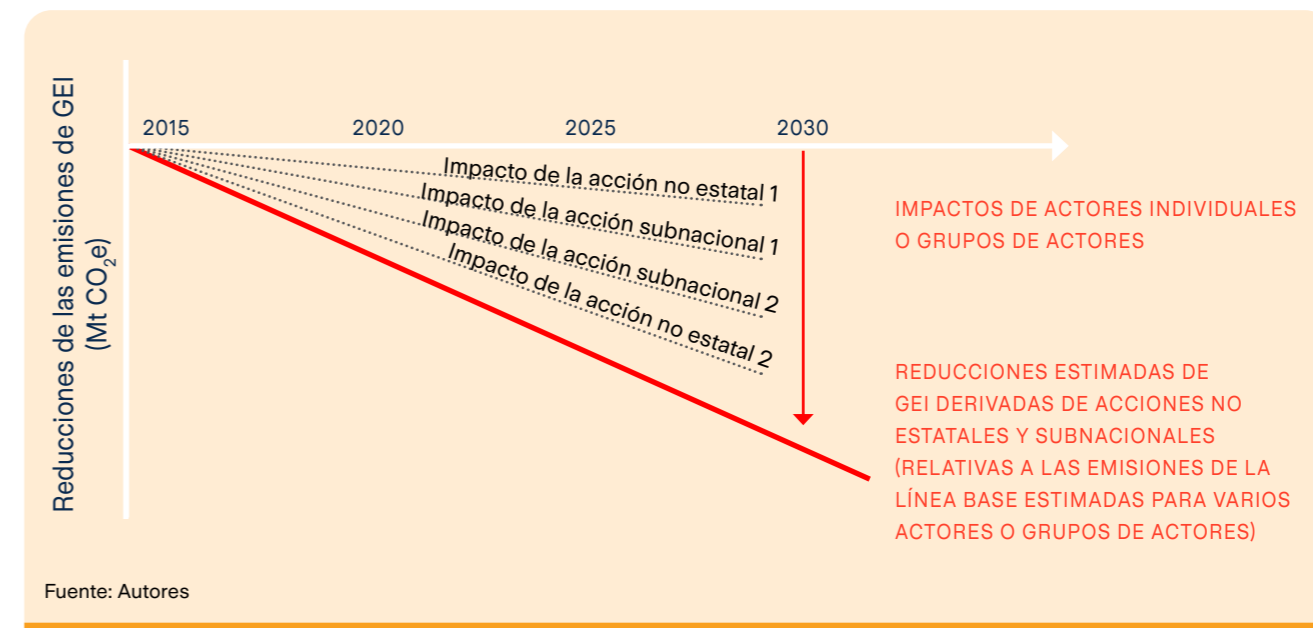 Reducciones de las emisiones de GEI
(Mt CO₂e)
2015
2020
2025
2030
Impacto de la acción no estatal 1
Impacto de la acción subnacional 1
Impacto de la acción subnacional 2
Impacto de la acción no estatal 2
IMPACTOS DE ACTORES INDIVIDUALES
O GRUPOS DE ACTORES
REDUCCIONES ESTIMADAS DE
GEI DERIVADAS DE ACCIONES NO
ESTATALES Y SUBNACIONALES
(RELATIVAS A LAS EMISIONES DE LA
LÍNEA BASE ESTIMADAS PARA VARIOS
ACTORES O GRUPOS DE ACTORES)
Fuente: Autores